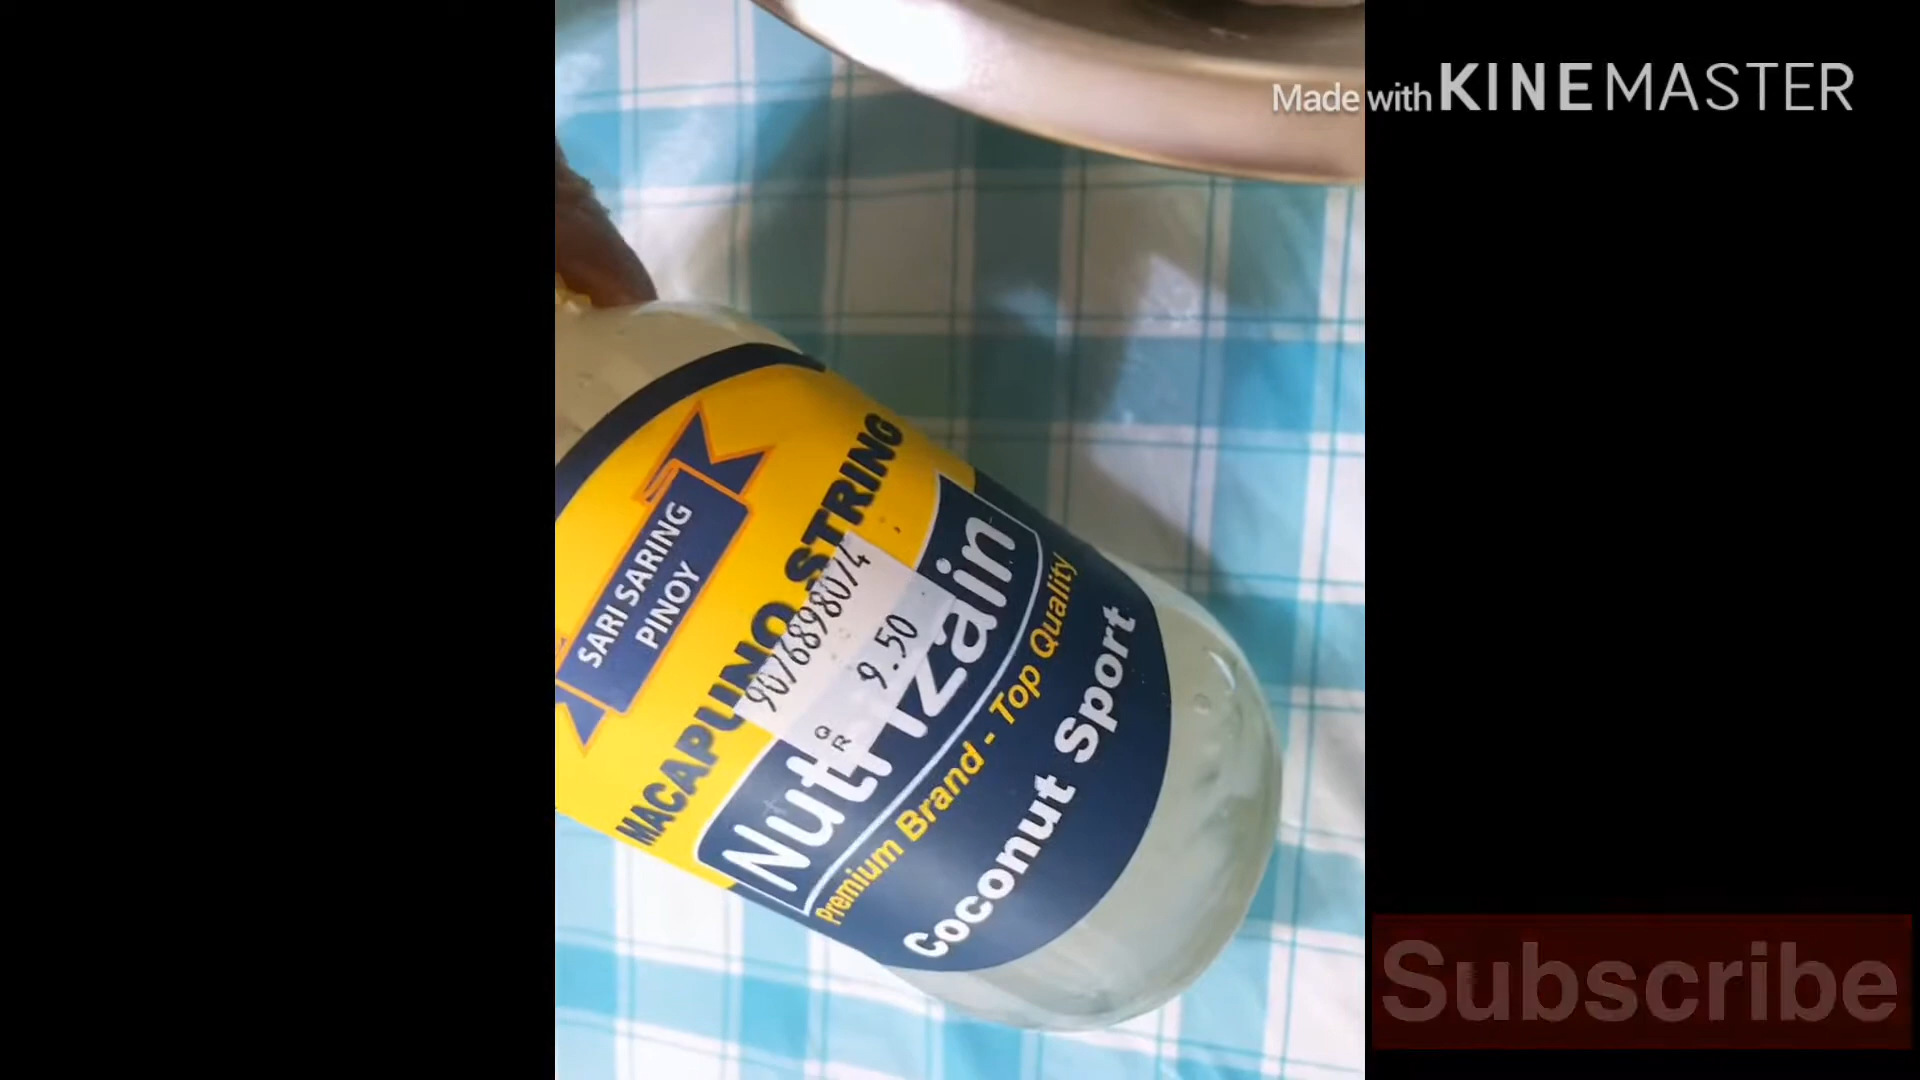 Made with KINEMASTER
SARI SARING
PINOY
MACAPUNO STRING
9076898074
9.50
QR
Nutrizain
Premium Brand - Top Quality
Coconut Sport
Subscribe